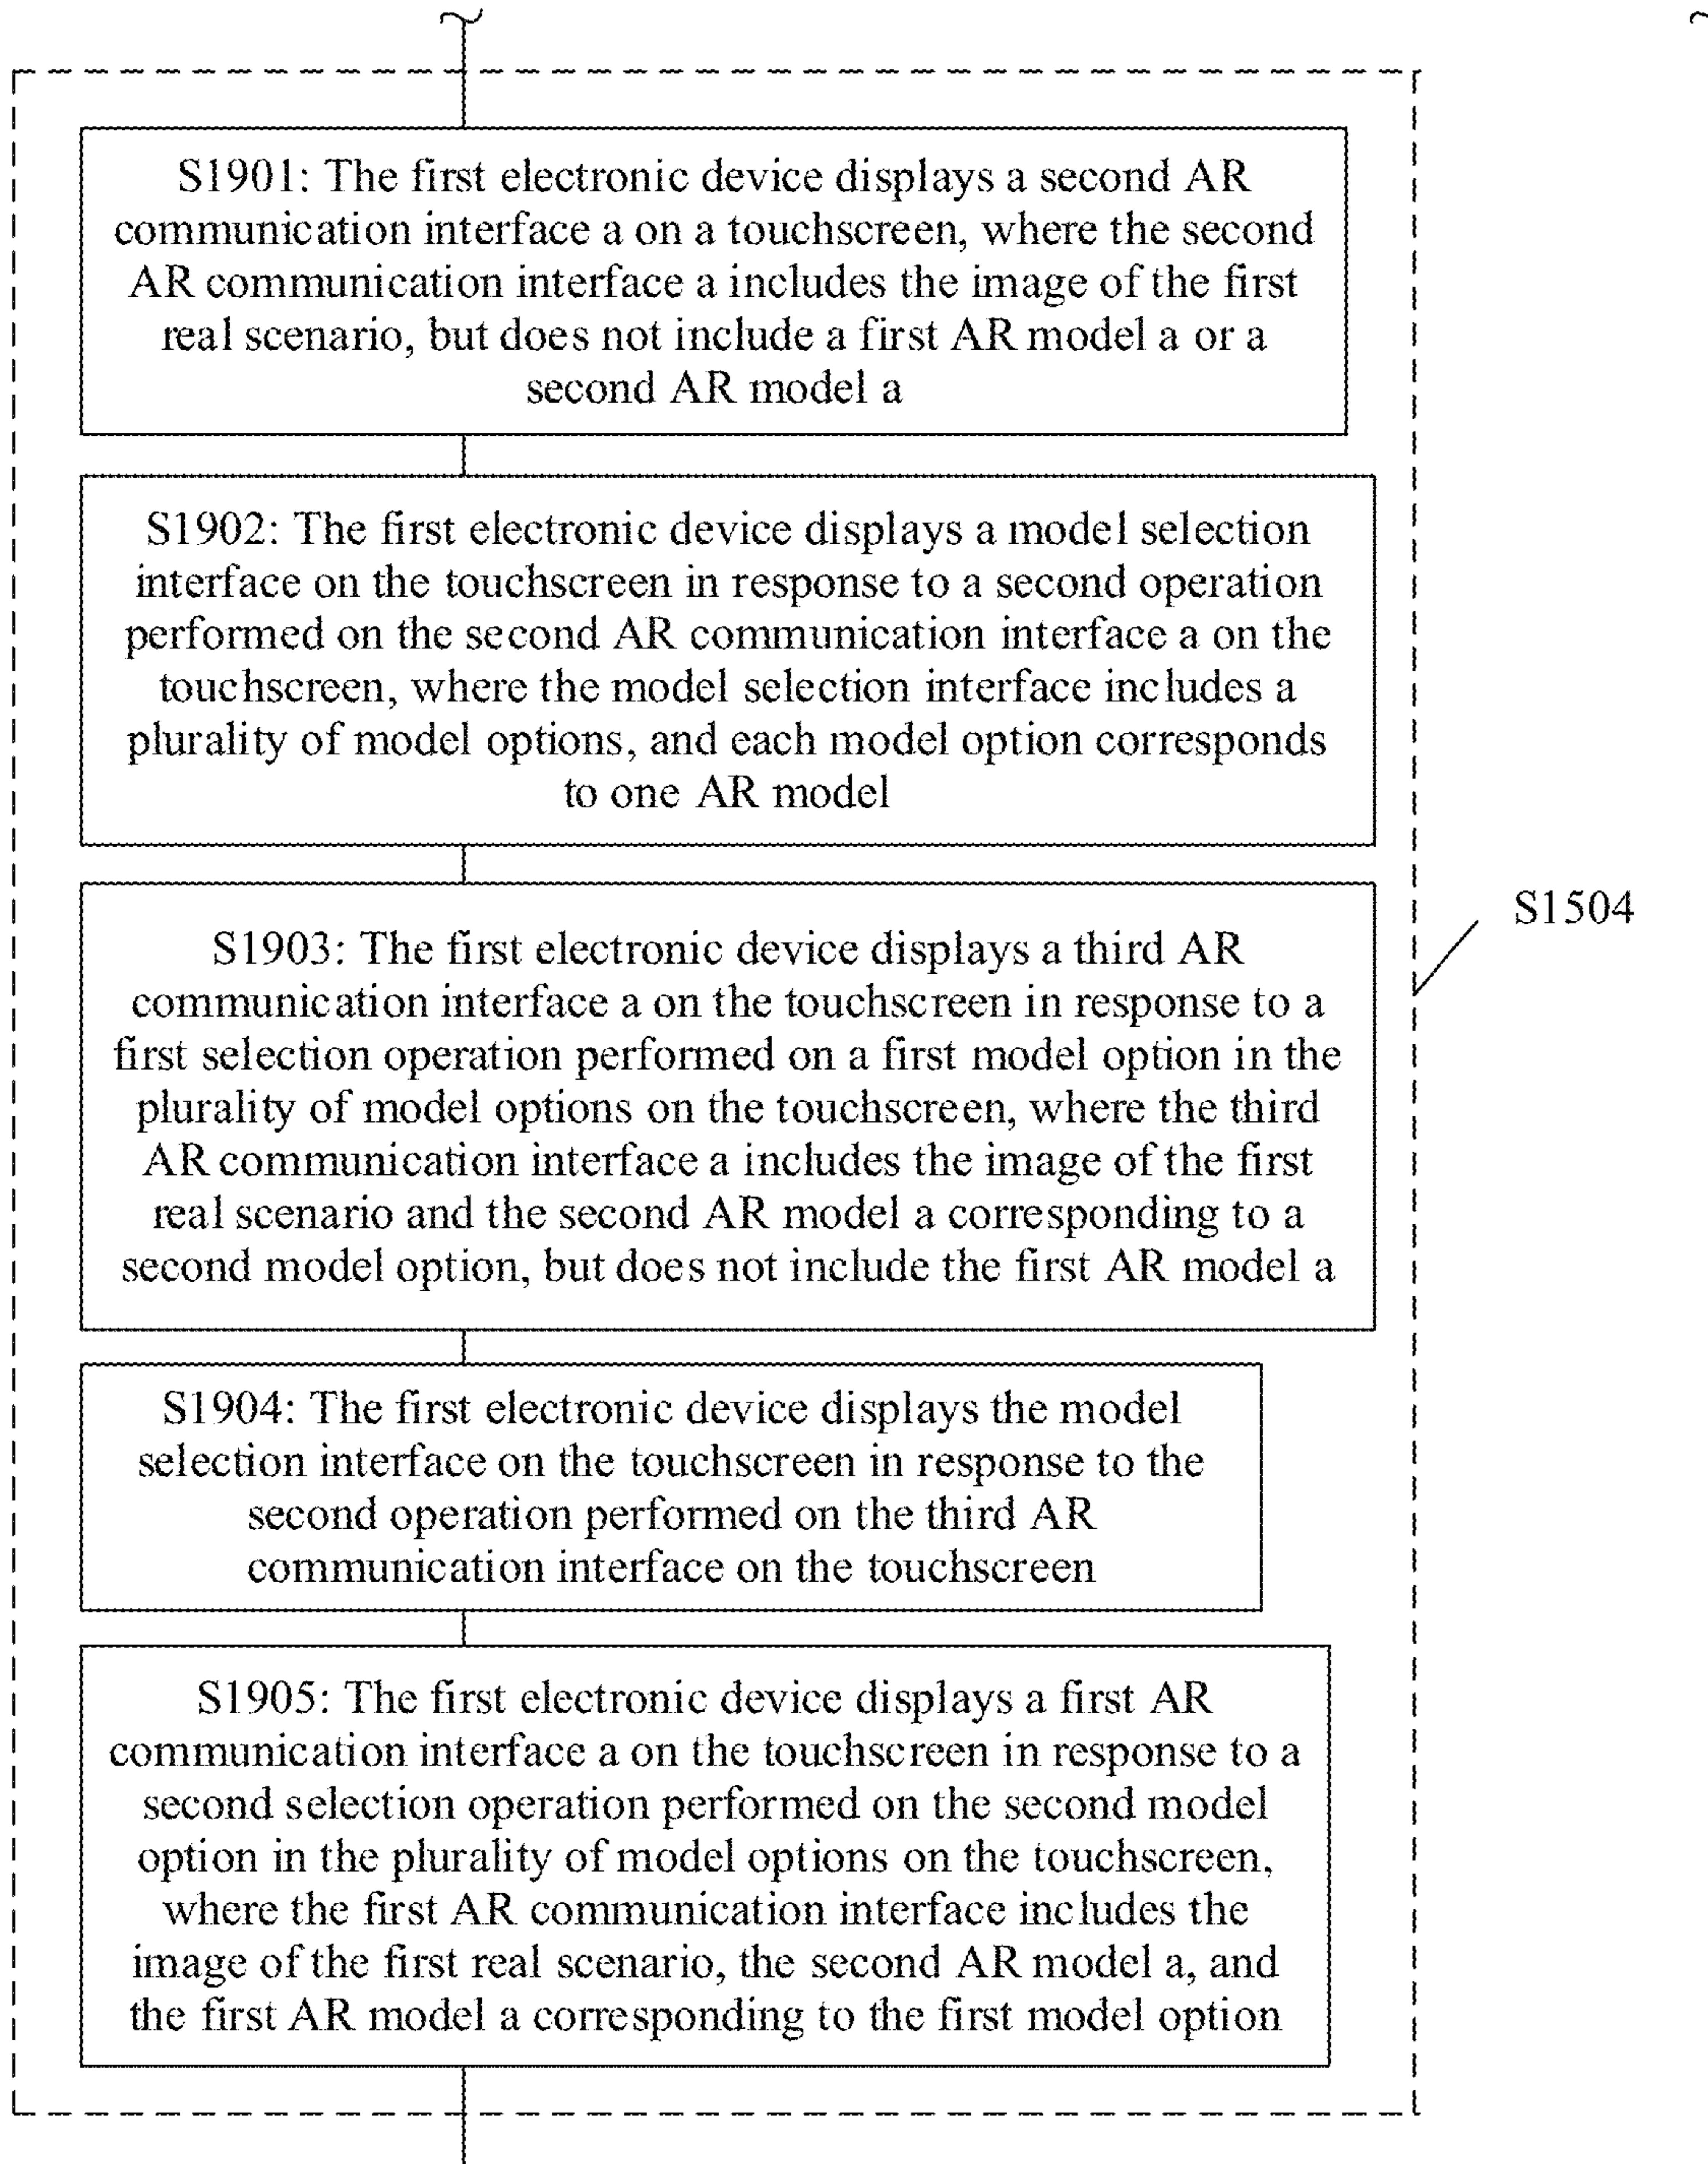 S1901: The first electronic device displays a second AR
communication interface a on a touchscreen, where the second
AR communication interface a includes the image of the first
real scenario, but does not include a first AR model a or a
second AR model a
S1902: The first electronic device displays a model selection
interface on the touchscreen in response to a second operation
performed on the second AR communication interface a on the
touchscreen, where the model selection interface includes a
plurality of model options, and each model option corresponds
to one AR model
S1903: The first electronic device displays a third AR
communication interface a on the touchscreen in response to a
first selection operation performed on a first model option in the
plurality of model options on the touchscreen, where the third
AR communication interface a includes the image of the first
real scenario and the second AR model a corresponding to a
second model option, but does not include the first AR model a
S1504
S1904: The first electronic device displays the model
selection interface on the touchscreen in response to the
second operation performed on the third AR
communication interface on the touchscreen
S1905: The first electronic device displays a first AR
communication interface a on the touchscreen in response to a
second selection operation performed on the second model
option in the plurality of model options on the touchscreen,
where the first AR communication interface includes the
image of the first real scenario, the second AR model a, and
the first AR model a corresponding to the first model option